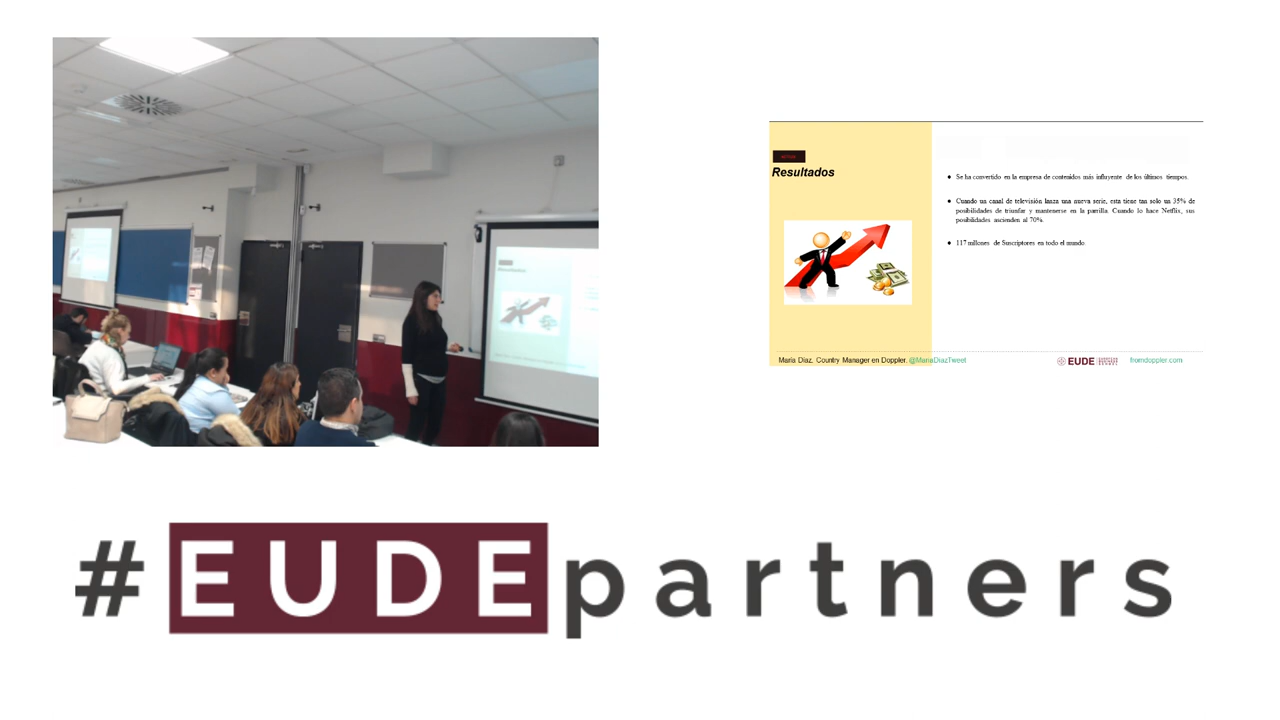 Resultados
Resultados
Se ha convertido en la empresa de contenidos más influyente de los últimos tiempos.
Cuando un canal de televisión lanza una nueva serie, esta tiene tan solo un 35% de
posibilidades de triunfar y mantenerse en la parrilla. Cuando lo hace Netflix, sus
posibilidades ascienden al 70%.
117 millones de Suscriptores en todo el mundo
María Díaz. Country Manager en Doppler. @MariaDiazTweet
EUDE
fromdoppler.com
#EUDEpartners